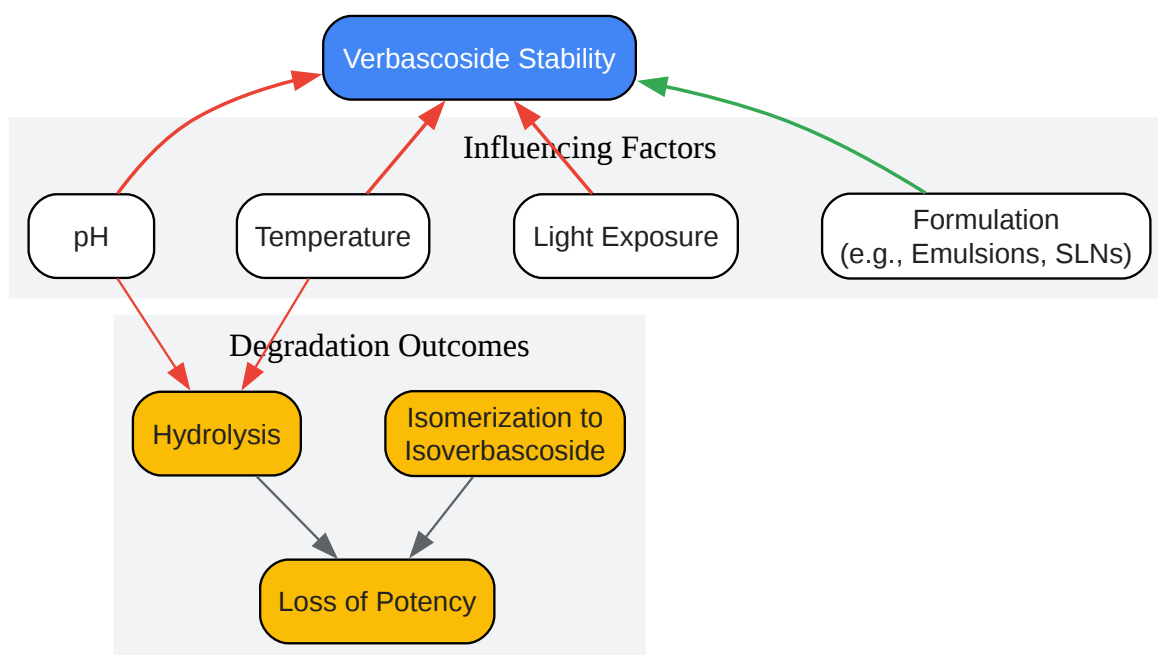 Verbascoside Stability
Influencing Factors
pH
Temperature
Light Exposure
Formulation
(e.g., Emulsions, SLNs)
Degradation Outcomes
Hydrolysis
Isomerization to
Isoverbascoside
Loss of Potency